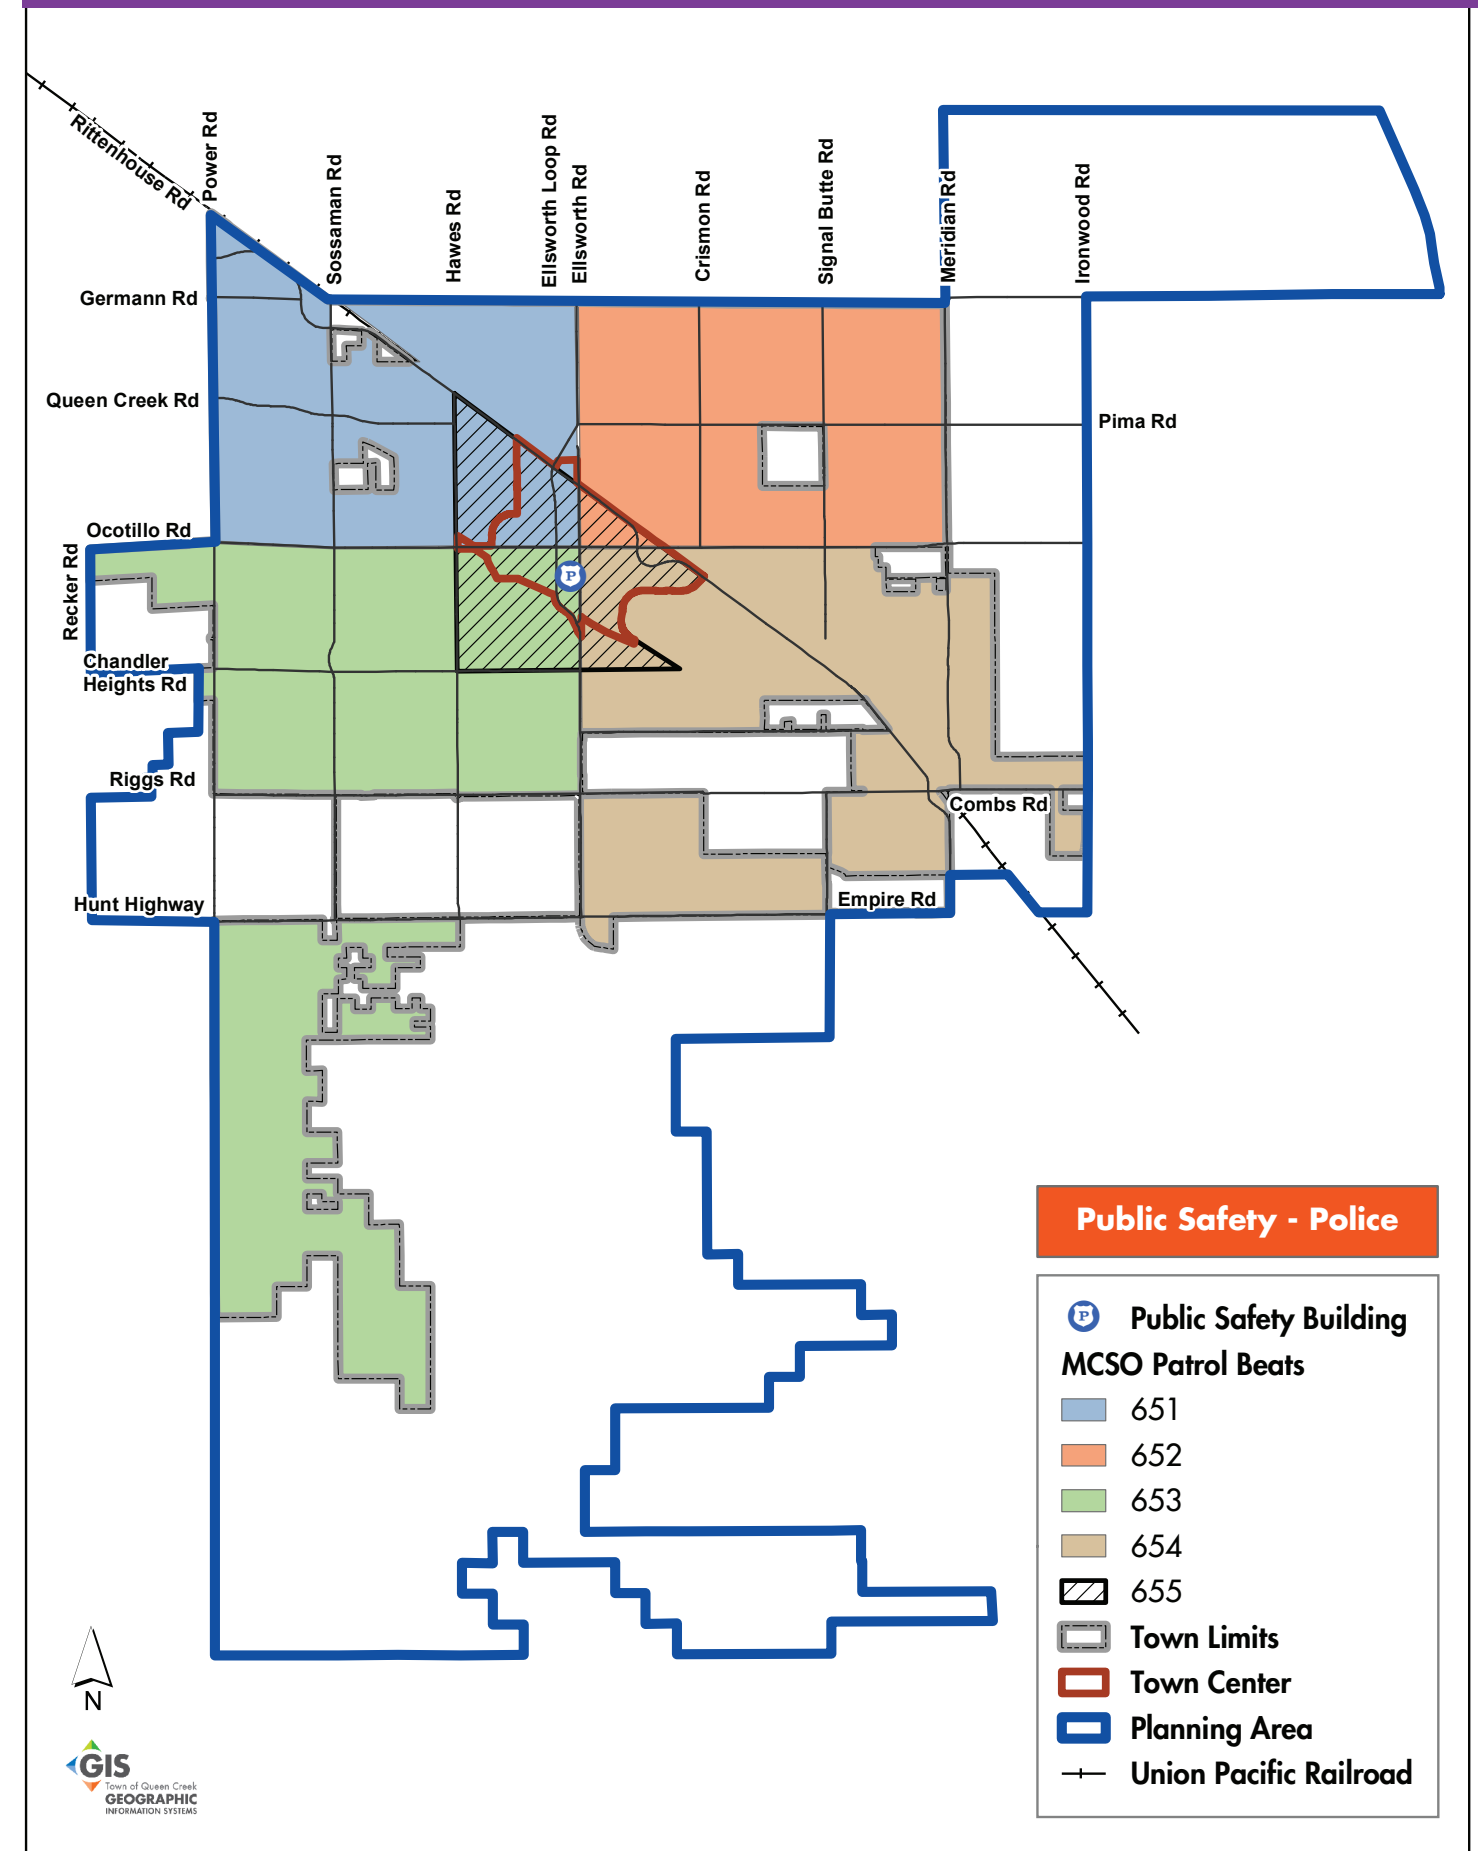 Rittenhouse Rd
Power Rd
Sossaman Rd
Hawes Rd
Ellsworth Loop Rd
Ellsworth Rd
Crismon Rd
Signal Butte Rd
Meridian Rd
Ironwood Rd
Germann Rd
Queen Creek Rd
Pima Rd
Ocotillo Rd
Recker Rd
P
Chandler
Heights Rd
Riggs Rd
Combs Rd
Hunt Highway
Empire Rd
Public Safety - Police
P
Public Safety Building
MCSO Patrol Beats
651
652
653
654
655
Town Limits
Town Center
Planning Area
Union Pacific Railroad
N
GIS
Town of Queen Creek
GEOGRAPHIC
INFORMATION SYSTEMS